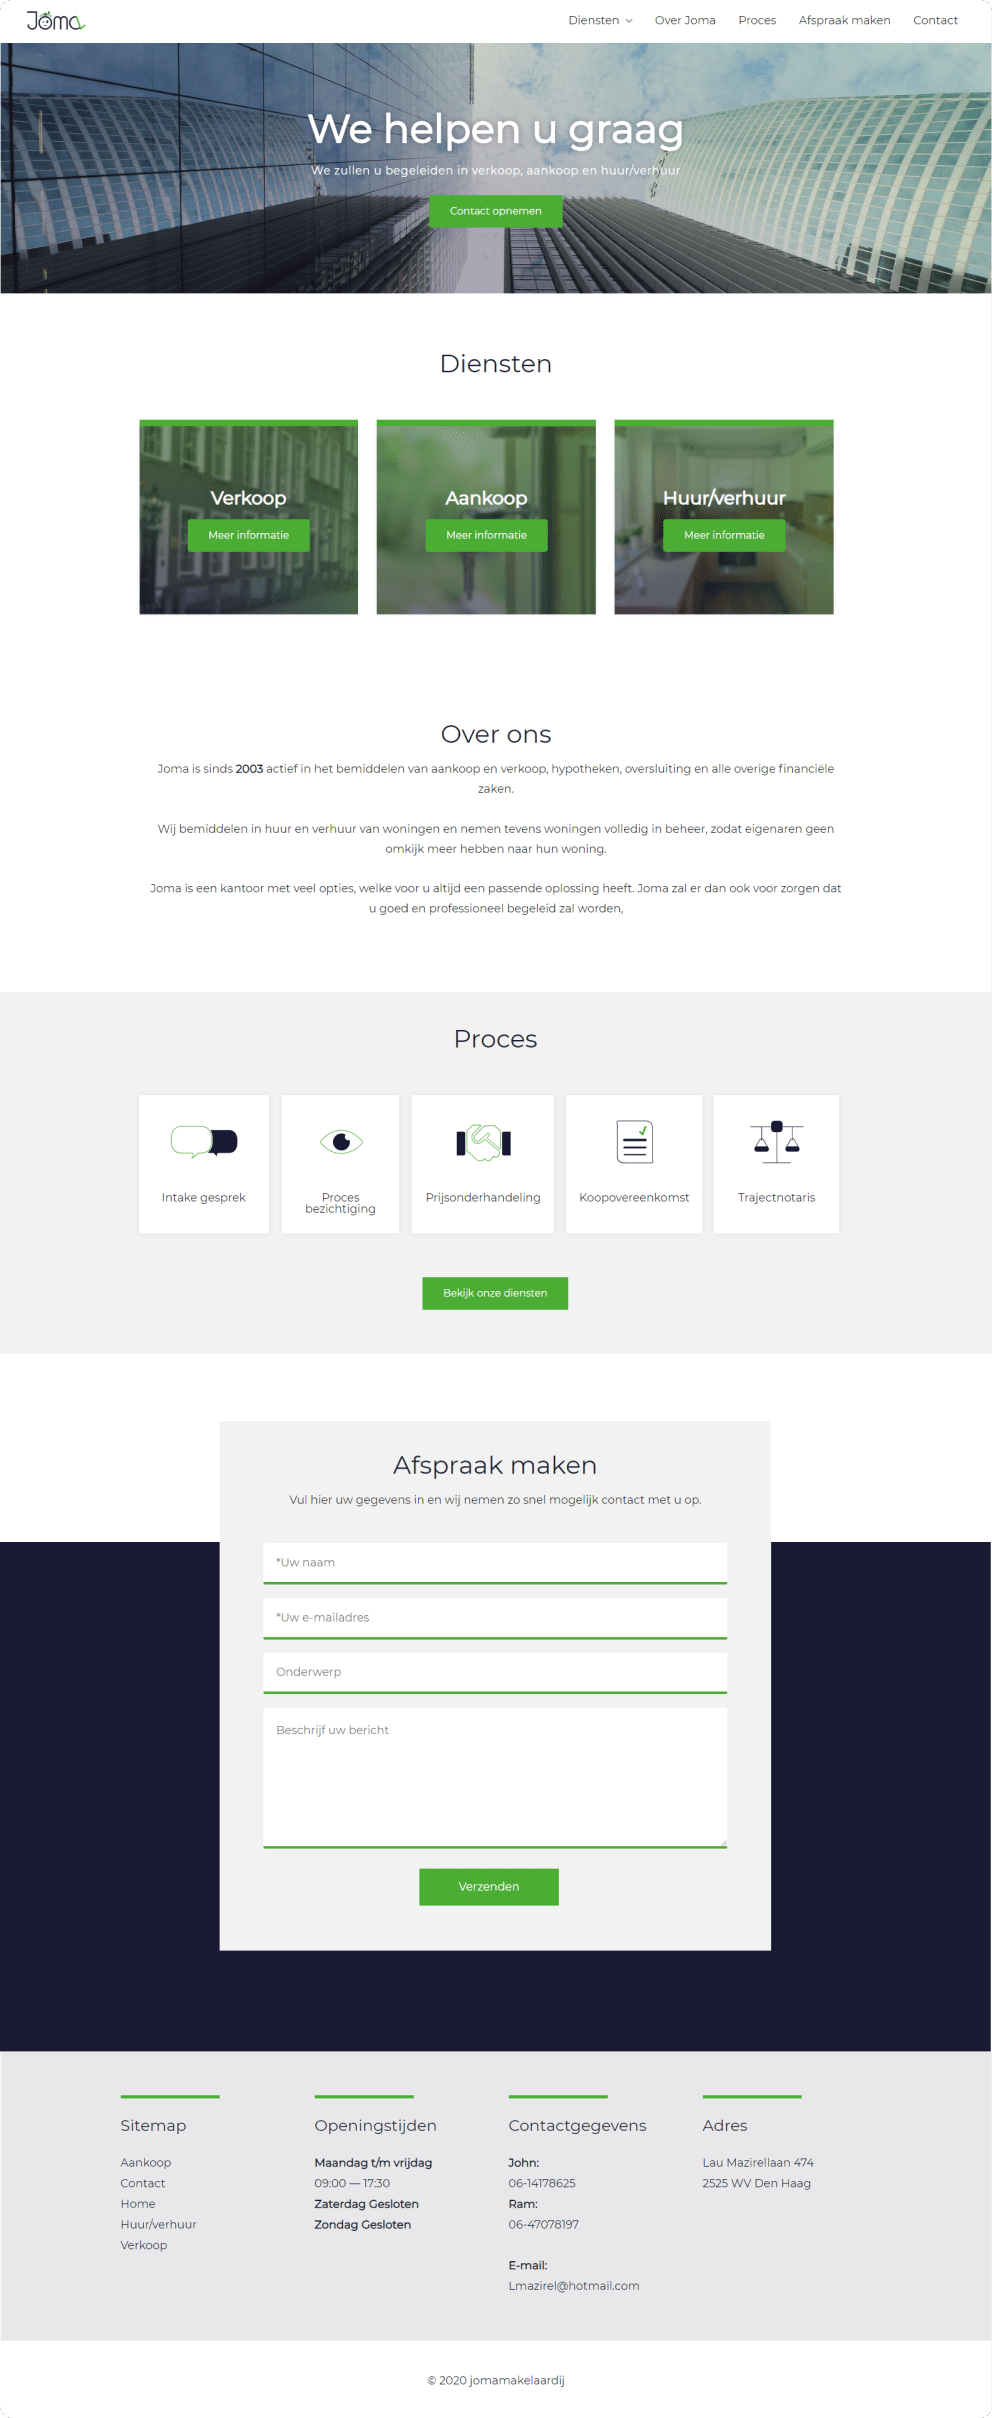 Joma
Diensten
Over Joma
Proces
Afspraak maken
Contact
We helpen u graag
We zullen u begeleiden in verkoop, aankoop en huur/verhuur
Contact opnemen
Diensten
Verkoop
Meer informatie
Aankoop
Meer informatie
Huur/verhuur
Meer informatie
Over ons
Joma is sinds 2003 actief in het bemiddelen van aankoop en verkoop, hypotheken, oversluiting en alle overige financiële
zaken.
Wij bemiddelen in huur en verhuur van woningen en nemen tevens woningen volledig in beheer, zodat eigenaren geen
omkijk meer hebben naar hun woning.
Joma is een kantoor met veel opties, welke voor u altijd een passende oplossing heeft. Joma zal er dan ook voor zorgen dat
u goed en professioneel begeleid zal worden,
Proces
Intake gesprek
Proces
bezichtiging
Prijsonderhandeling
Koopovereenkomst
Trajectnotaris
Bekijk onze diensten
Afspraak maken
Vul hier uw gegevens in en wij nemen zo snel mogelijk contact met u op.
*Uw naam
*Uw e-mailadres
Onderwerp
Beschrijf uw bericht
Verzenden
Sitemap
Aankoop
Contact
Home
Huur/verhuur
Verkoop
Openingstijden
Maandag t/m vrijdag
09:00 — 17:30
Zaterdag Gesloten
Zondag Gesloten
Contactgegevens
John:
06-14178625
Ram:
06-47078197
E-mail:
Lmazirel@hotmail.com
Adres
Lau Mazirellaan 474
2525 WV Den Haag
© 2020 jomamakelaardij